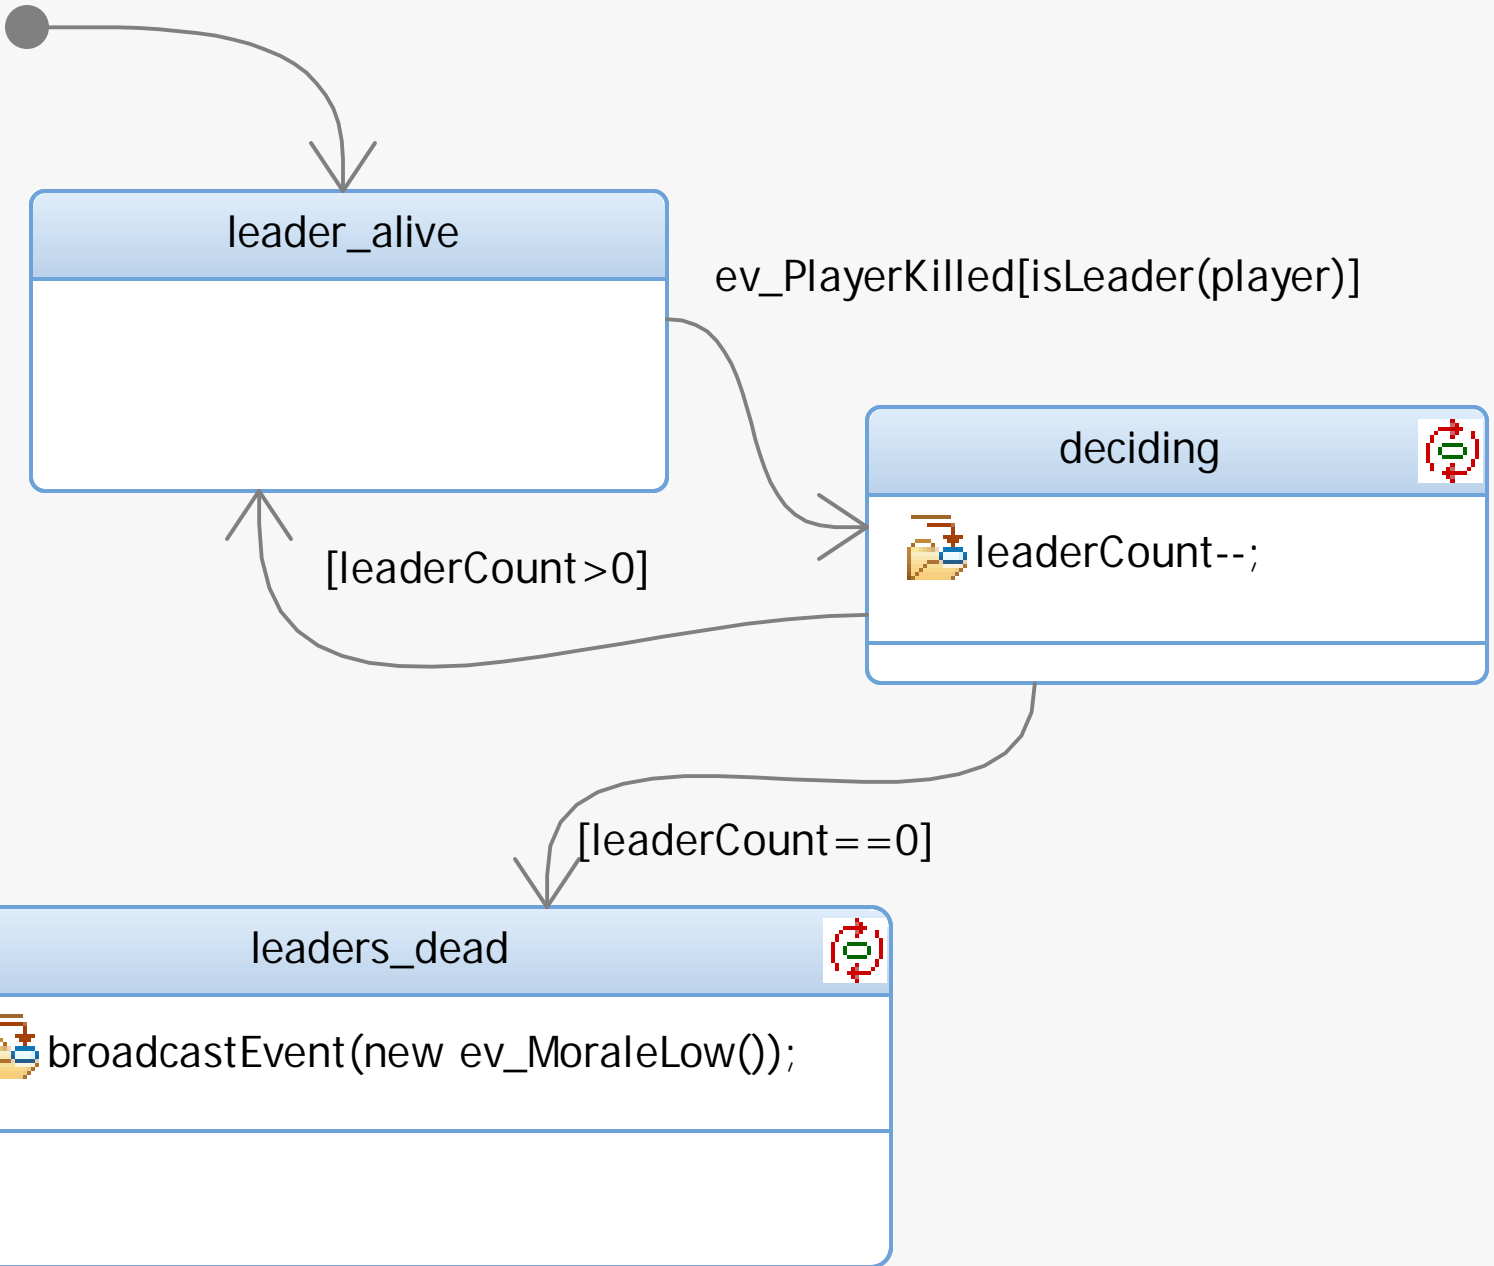 leader_alive
ev_PlayerKilled[isLeader(player)]
deciding
leaderCount--;
[leaderCount>0]
[leaderCount==0]
leaders_dead
broadcastEvent(new ev_MoraleLow());